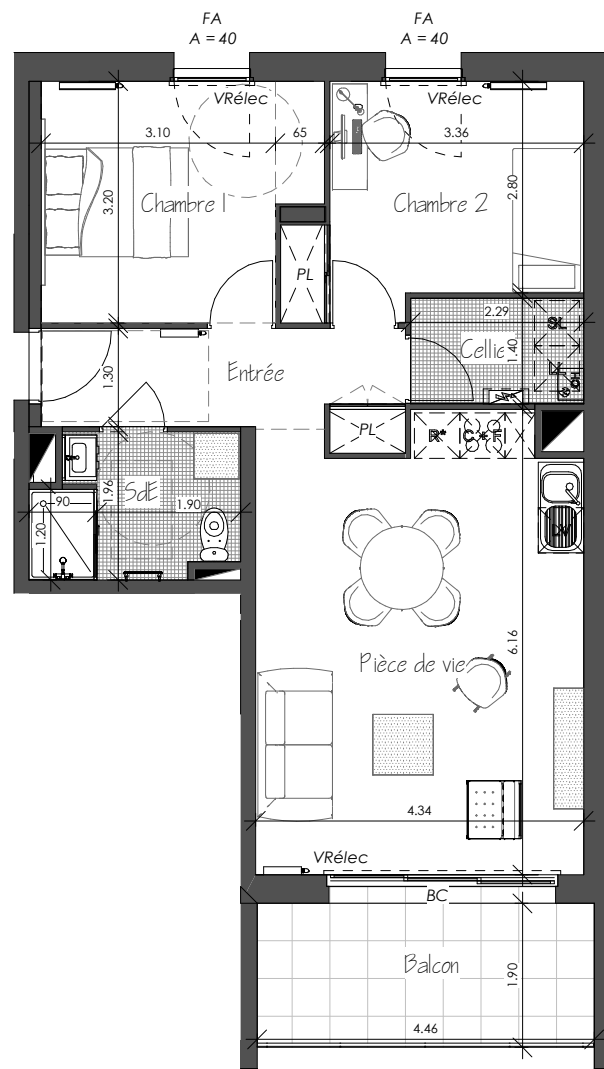 FA
A = 40
FA
A = 40
VRélec
VRélec
3.10
65
3.36
3.20
2.80
Chambre 1
Chambre 2
PL
2.29
SL
Cellier
1.40
LL
1.30
Entrée
PL
R*
C + F
SdE
90
1.96
1.90
1.20
LV
Pièce de vie
6.16
4.34
VRélec
BC
Balcon
1.90
4.46